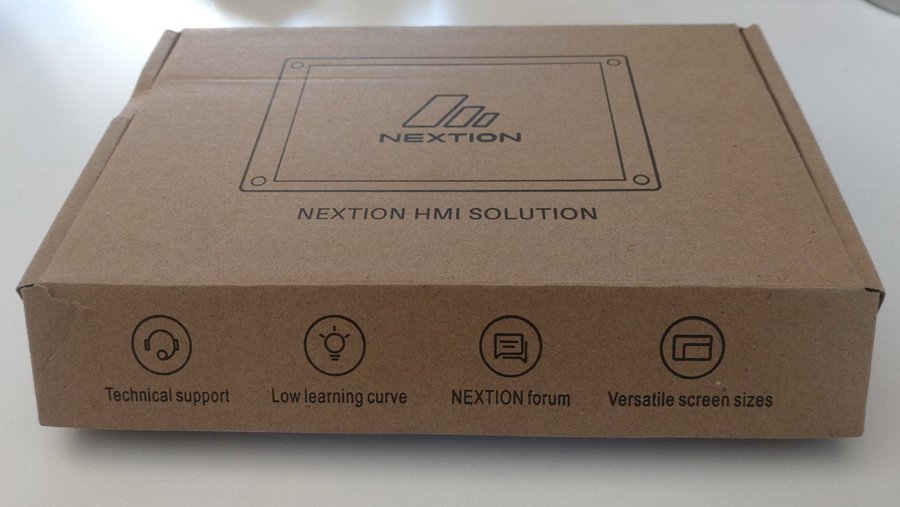 NEXTION
NEXTION HMI SOLUTION
Technical support
Low learning curve
NEXTION forum
Versatile screen sizes